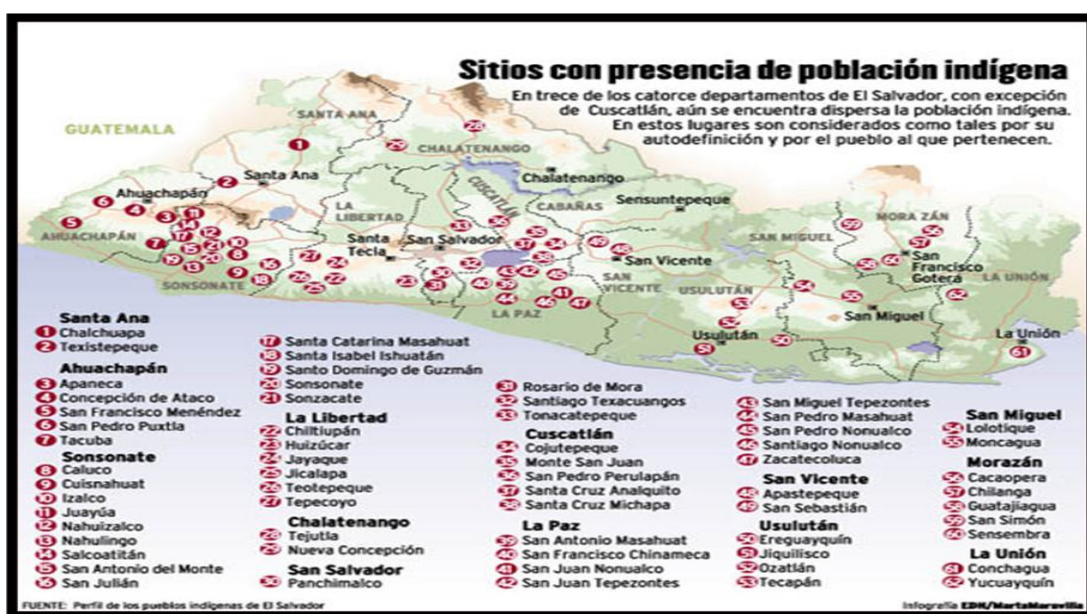 Sitios con presencia de población indígena
En trece de los catorce departamentos de El Salvador, con excepción
de Cuscatlán, aún se encuentra dispersa la población indígena.
En estos lugares son considerados como tales por su
autodefinición y por el pueblo al que pertenecen.
GUATEMALA
SANTA ANA
CHALATENANGO
Chalatenango
Santa Ana
Ahuachapán
AHUACHAPÁN
LA
LIBERTAD
CUSCATLÁN
CABAÑAS
Sensuntepeque
Santa
Tecla
San Salvador
San Vicente
SAN
VICENTE
SAN MIGUEL
MORA ZÁN
San
Francisco
Gotera
LA UNIÓN
SONSONATE
LA PAZ
USULUTÁN
Usulután
San Miguel
La Unión
Santa Ana
1 Chalchuapa
2 Texistepeque
Ahuachapán
3 Apaneca
4 Concepción de Ataco
5 San Francisco Menéndez
6 San Pedro Puxtla
7 Tacuba
Sonsonate
8 Caluco
9 Cuisnahuat
10 Izalco
11 Juayúa
12 Nahuizalco
13 Nahulingo
14 Salcoatitán
15 San Antonio del Monte
16 San Julián
17 Santa Catarina Masahuat
18 Santa Isabel Ishuatán
19 Santo Domingo de Guzmán
20 Sonsonate
21 Sonzacate
La Libertad
22 Chiltiupán
23 Huizúcar
24 Jayaque
25 Jicalapa
26 Teotepeque
27 Tepecoyo
Chalatenango
28 Tejutla
29 Nueva Concepción
San Salvador
30 Panchimalco
31 Rosario de Mora
32 Santiago Texacuangos
33 Tonacatepeque
Cuscatlán
34 Cojutepeque
35 Monte San Juan
36 San Pedro Perulapán
37 Santa Cruz Analquito
38 Santa Cruz Michapa
La Paz
39 San Antonio Masahuat
40 San Francisco Chinameca
41 San Juan Nonualco
42 San Juan Tepezontes
43 San Miguel Tepezontes
44 San Pedro Masahuat
45 San Pedro Nonualco
46 Santiago Nonualco
47 Zacatecoluca
San Vicente
48 Apastepeque
49 San Sebastián
Usulután
50 Ereguayquín
51 Jiquilisco
52 Ozatlán
53 Tecapán
San Miguel
54 Lolotique
55 Moncagua
Morazán
56 Cacaopera
57 Chilanga
58 Guatajiagua
59 San Simón
60 Sensembra
La Unión
61 Conchagua
62 Yucuayquín
FUENTE: Perfil de los pueblos indígenas de El Salvador
Infografía EDH/MartaMaravilla